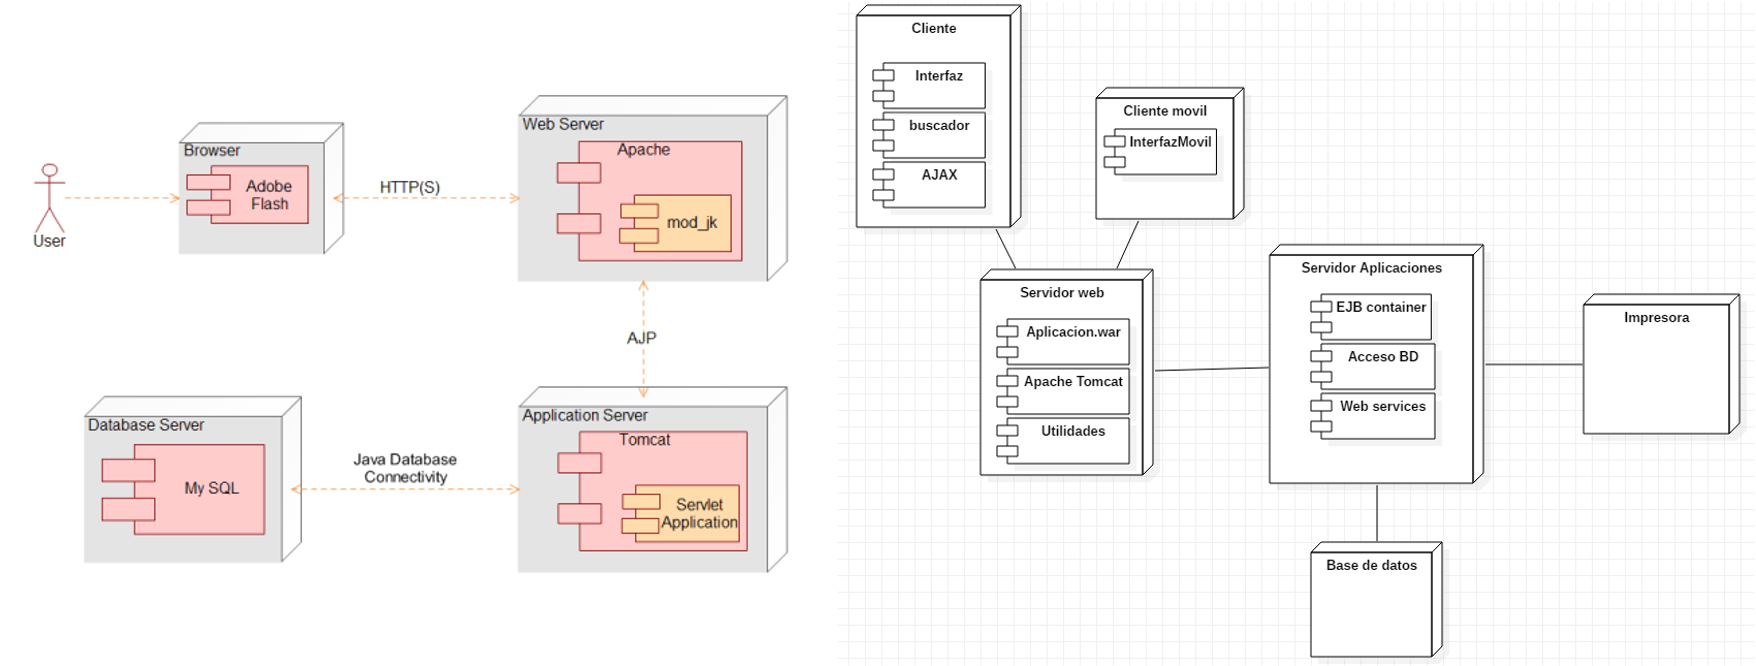 Browser
Adobe
Flash
User
HTTP(S)
Web Server
Apache
mod_jk
AJP
Database Server
My SQL
Java Database
Connectivity
Application Server
Tomcat
Servlet
Application
Cliente
Interfaz
buscador
AJAX
Cliente movil
InterfazMovil
Servidor web
Aplicacion.war
Apache Tomcat
Utilidades
Servidor Aplicaciones
EJB container
Acceso BD
Web services
Impresora
Base de datos